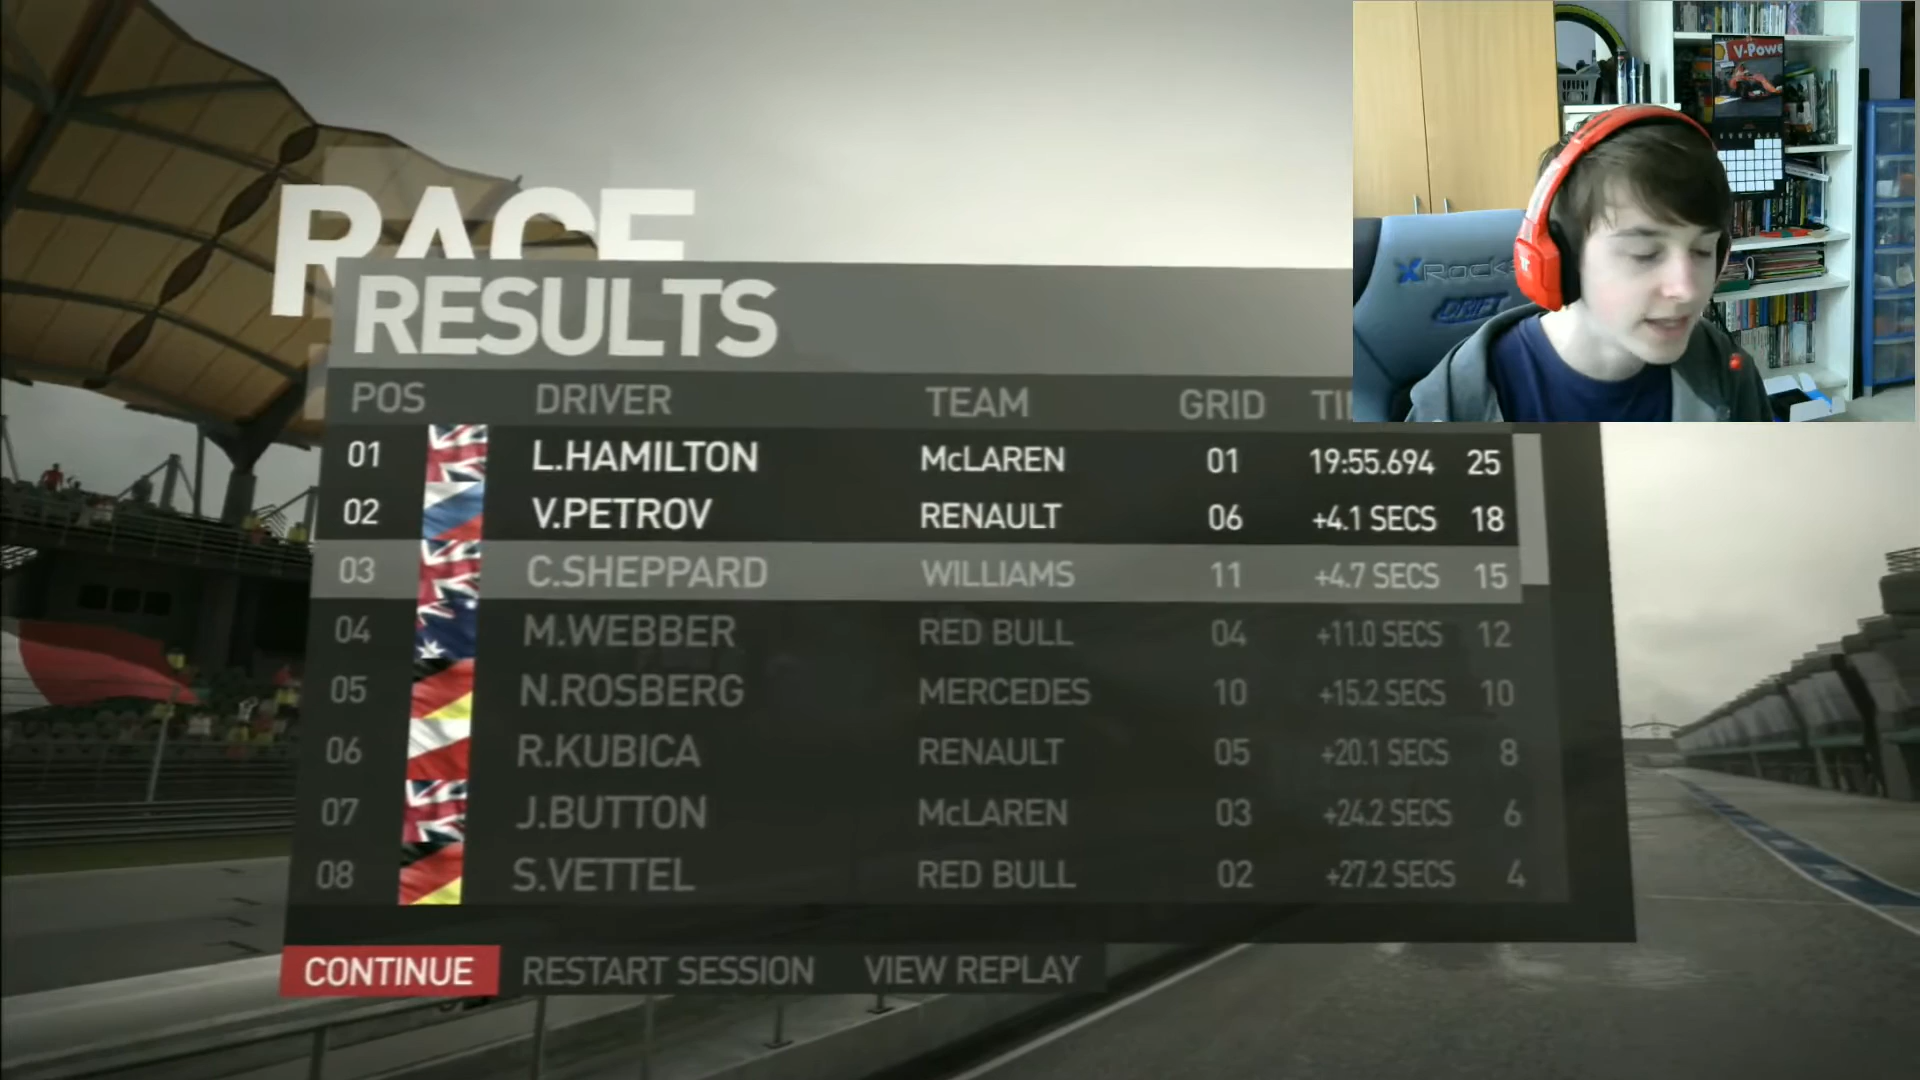 V-Powe
RACE
RESULTS
XRock
DRIFT
POS DRIVER TEAM GRID
01 L.HAMILTON McLAREN 01 19:55.694 25
02 V.PETROV RENAULT 06 +4.1 SECS 18
03 C.SHEPPARD WILLIAMS 11 +4.7 SECS 15
04 M.WEBBER RED BULL 04 +11.0 SECS 12
05 N.ROSBERG MERCEDES 10 +15.2 SECS 10
06 R.KUBICA RENAULT 05 +20.1 SECS 8
07 J.BUTTON McLAREN 03 +24.2 SECS 6
08 S.VETTEL RED BULL 02 +27.2 SECS 4
CONTINUE RESTART SESSION VIEW REPLAY